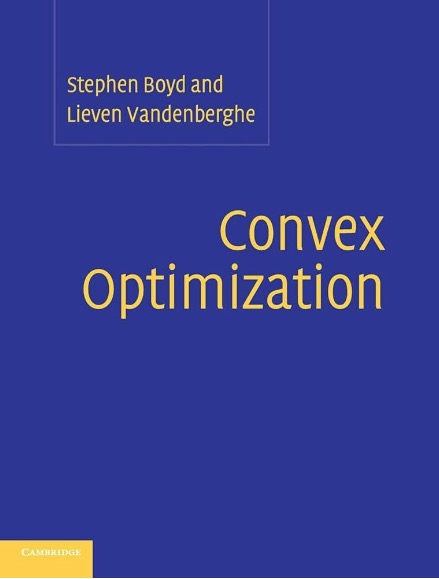 Stephen Boyd and
Lieven Vandenberghe
Convex
Optimization
CAMBRIDGE